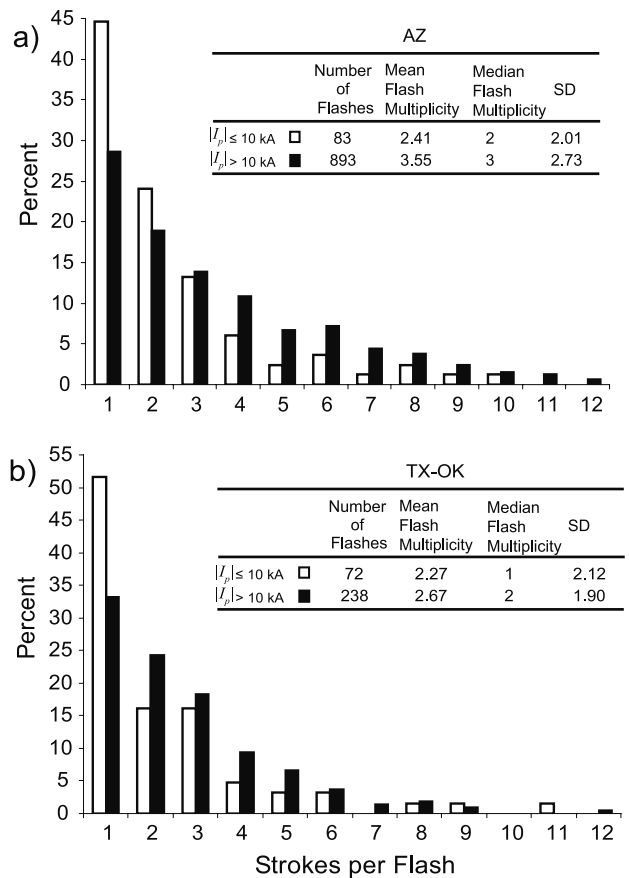 a)
AZ
Number of Flashes
Mean Flash Multiplicity
Median Flash Multiplicity
SD
|Ip| ≤ 10 kA 83 2.41 2 2.01
|Ip| > 10 kA 893 3.55 3 2.73
Percent
45
40
35
30
25
20
15
10
5
0
1 2 3 4 5 6 7 8 9 10 11 12
b)
TX-OK
Number of Flashes
Mean Flash Multiplicity
Median Flash Multiplicity
SD
|Ip| ≤ 10 kA 72 2.27 1 2.12
|Ip| > 10 kA 238 2.67 2 1.90
Percent
55
50
45
40
35
30
25
20
15
10
5
0
1 2 3 4 5 6 7 8 9 10 11 12
Strokes per Flash